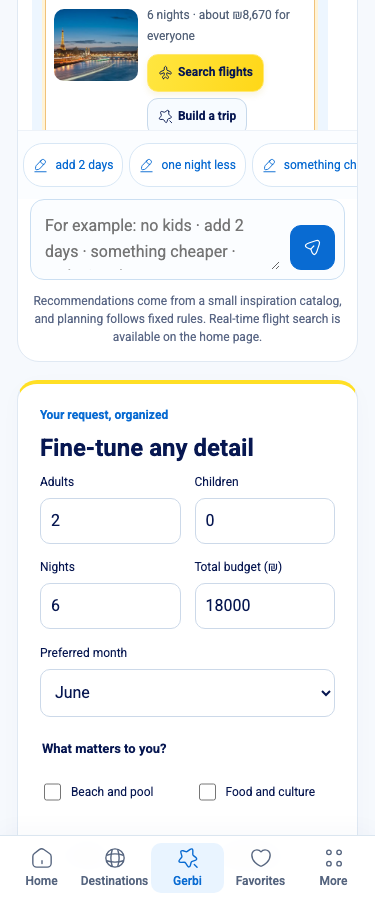 6 nights · about ₪8,670 for
everyone
Search flights
Build a trip
add 2 days
one night less
something ch
For example: no kids · add 2
days · something cheaper ·
Recommendations come from a small inspiration catalog,
and planning follows fixed rules. Real-time flight search is
available on the home page.
Your request, organized
Fine-tune any detail
Adults
Children
2
0
Nights
Total budget (₪)
6
18000
Preferred month
June
What matters to you?
Beach and pool
Food and culture
Home
Destinations
Gerbi
Favorites
More